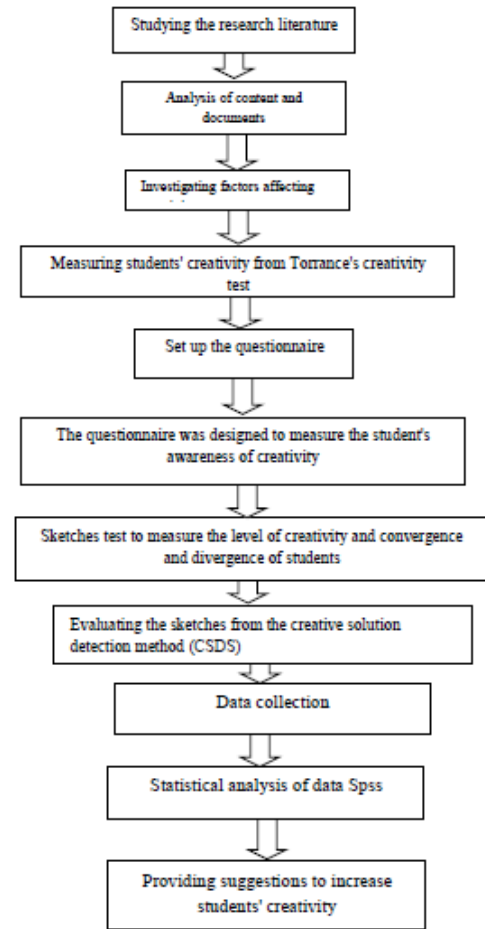 Studying the research literature
Analysis of content and
documents
Investigating factors affecting
Measuring students' creativity from Torrance's creativity
test
Set up the questionnaire
The questionnaire was designed to measure the student's
awareness of creativity
Sketches test to measure the level of creativity and convergence
and divergence of students
Evaluating the sketches from the creative solution
detection method (CSDS)
Data collection
Statistical analysis of data Spss
Providing suggestions to increase
students' creativity